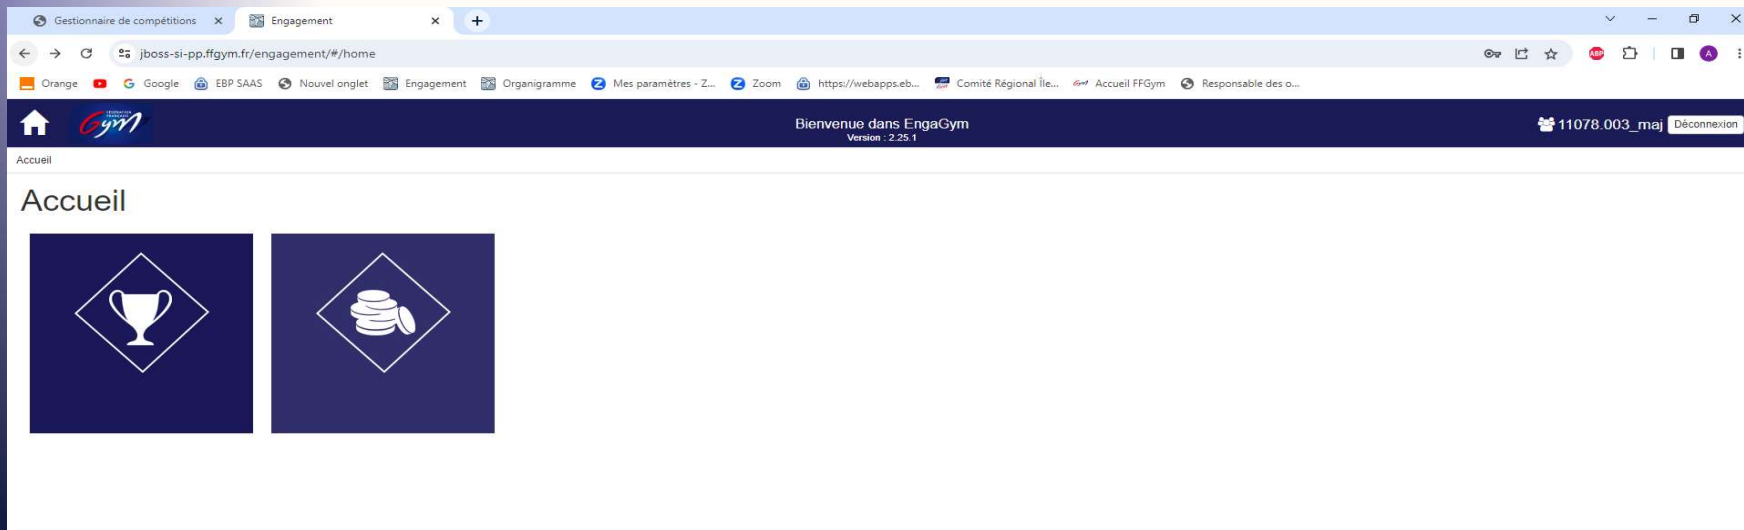 Gestionnaire de compétitions
Engagement
jboss-si-pp.ffgym.fr/engagement/#/home
ABP
A
Orange
Google
EBP SAAS
Nouvel onglet
Engagement
Organigramme
Mes paramètres - Z...
Zoom
https://webapps.eb...
Comité Régional Île...
Accueil FFGym
Responsable des o...
Gym
Bienvenue dans EngaGym
Version : 2.25.1
11078.003_maj
Déconnexion
Accueil
Accueil